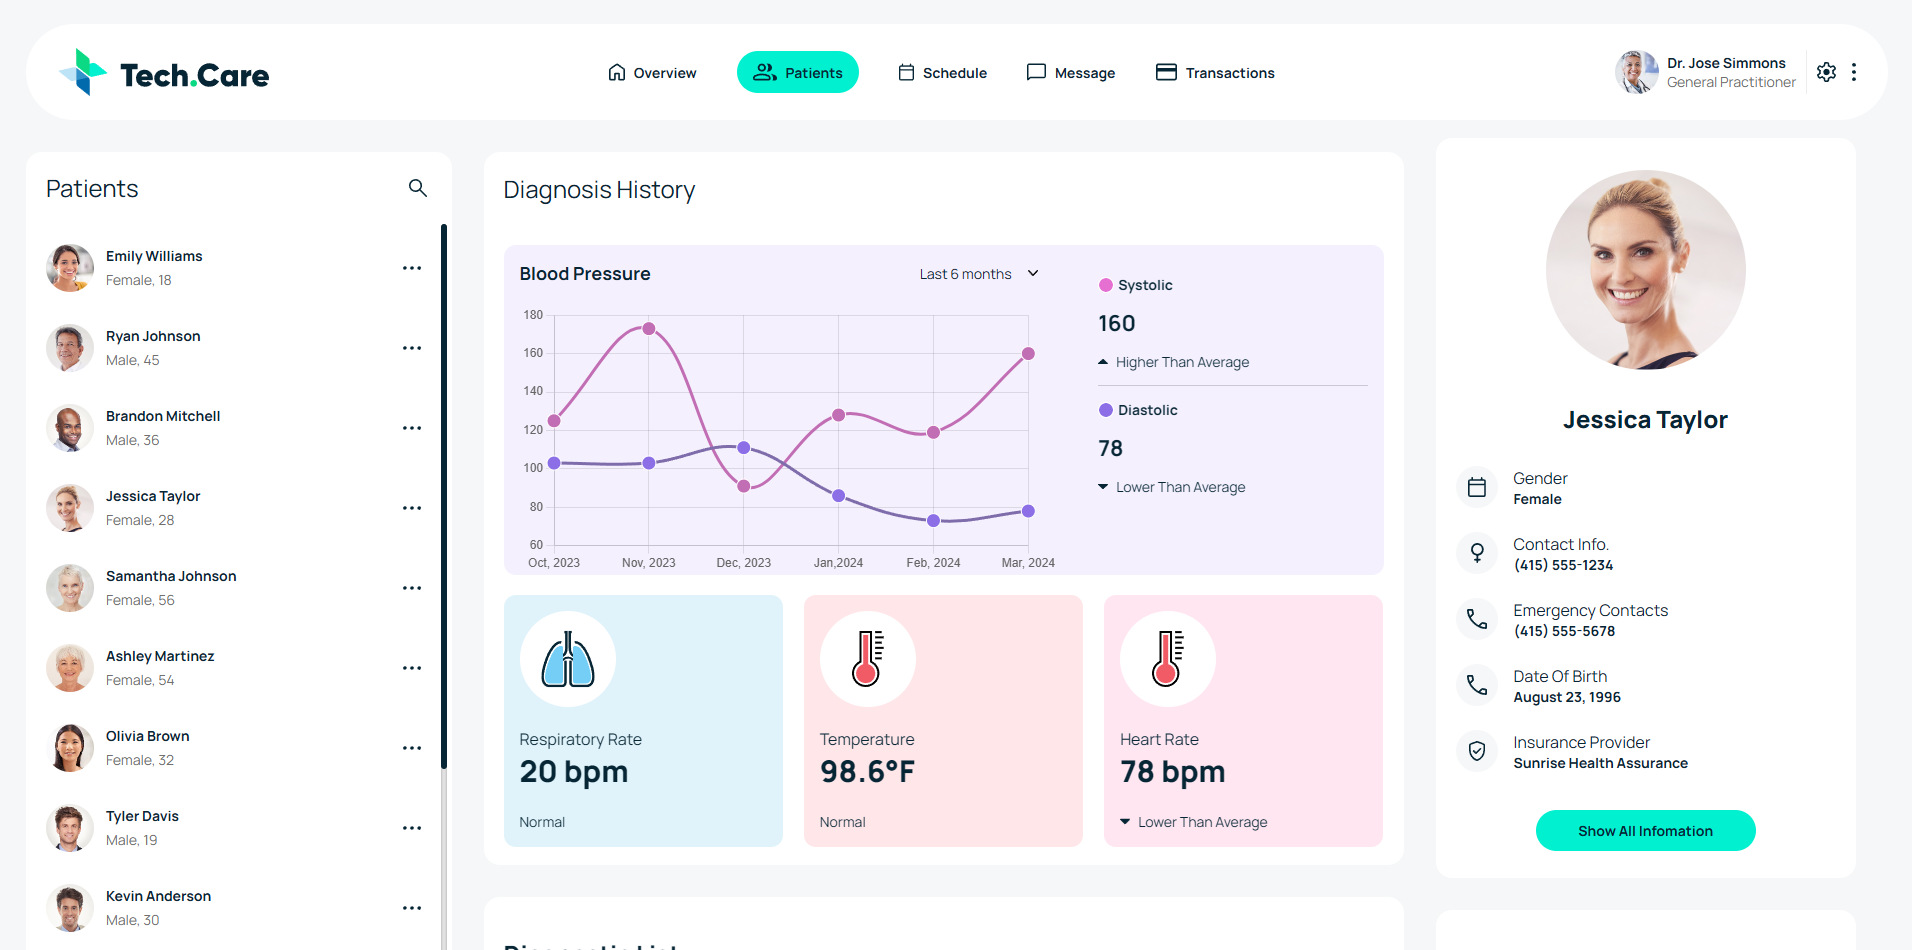 Tech.Care
Overview
Patients
Schedule
Message
Transactions
Dr. Jose Simmons
General Practitioner
Patients
Emily Williams
Female, 18
Ryan Johnson
Male, 45
Brandon Mitchell
Male, 36
Jessica Taylor
Female, 28
Samantha Johnson
Female, 56
Ashley Martinez
Female, 54
Olivia Brown
Female, 32
Tyler Davis
Male, 19
Kevin Anderson
Male, 30
Diagnosis History
Blood Pressure
Last 6 months
180
160
140
120
100
80
60
Oct, 2023
Nov, 2023
Dec, 2023
Jan,2024
Feb, 2024
Mar, 2024
Systolic
160
Higher Than Average
Diastolic
78
Lower Than Average
Respiratory Rate
20 bpm
Normal
Temperature
98.6°F
Normal
Heart Rate
78 bpm
Lower Than Average
Jessica Taylor
Gender
Female
Contact Info.
(415) 555-1234
Emergency Contacts
(415) 555-5678
Date Of Birth
August 23, 1996
Insurance Provider
Sunrise Health Assurance
Show All Infomation